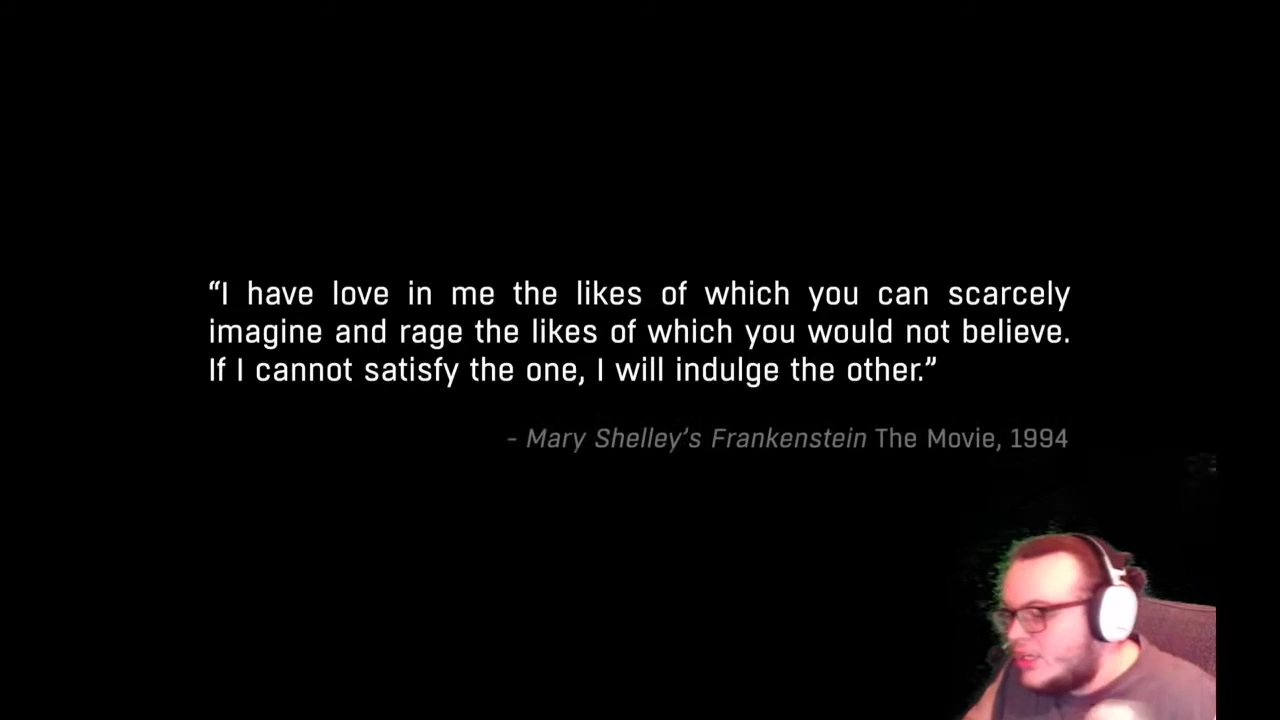 “I have love in me the likes of which you can scarcely
imagine and rage the likes of which you would not believe.
If I cannot satisfy the one, I will indulge the other.”
- Mary Shelley’s Frankenstein The Movie, 1994